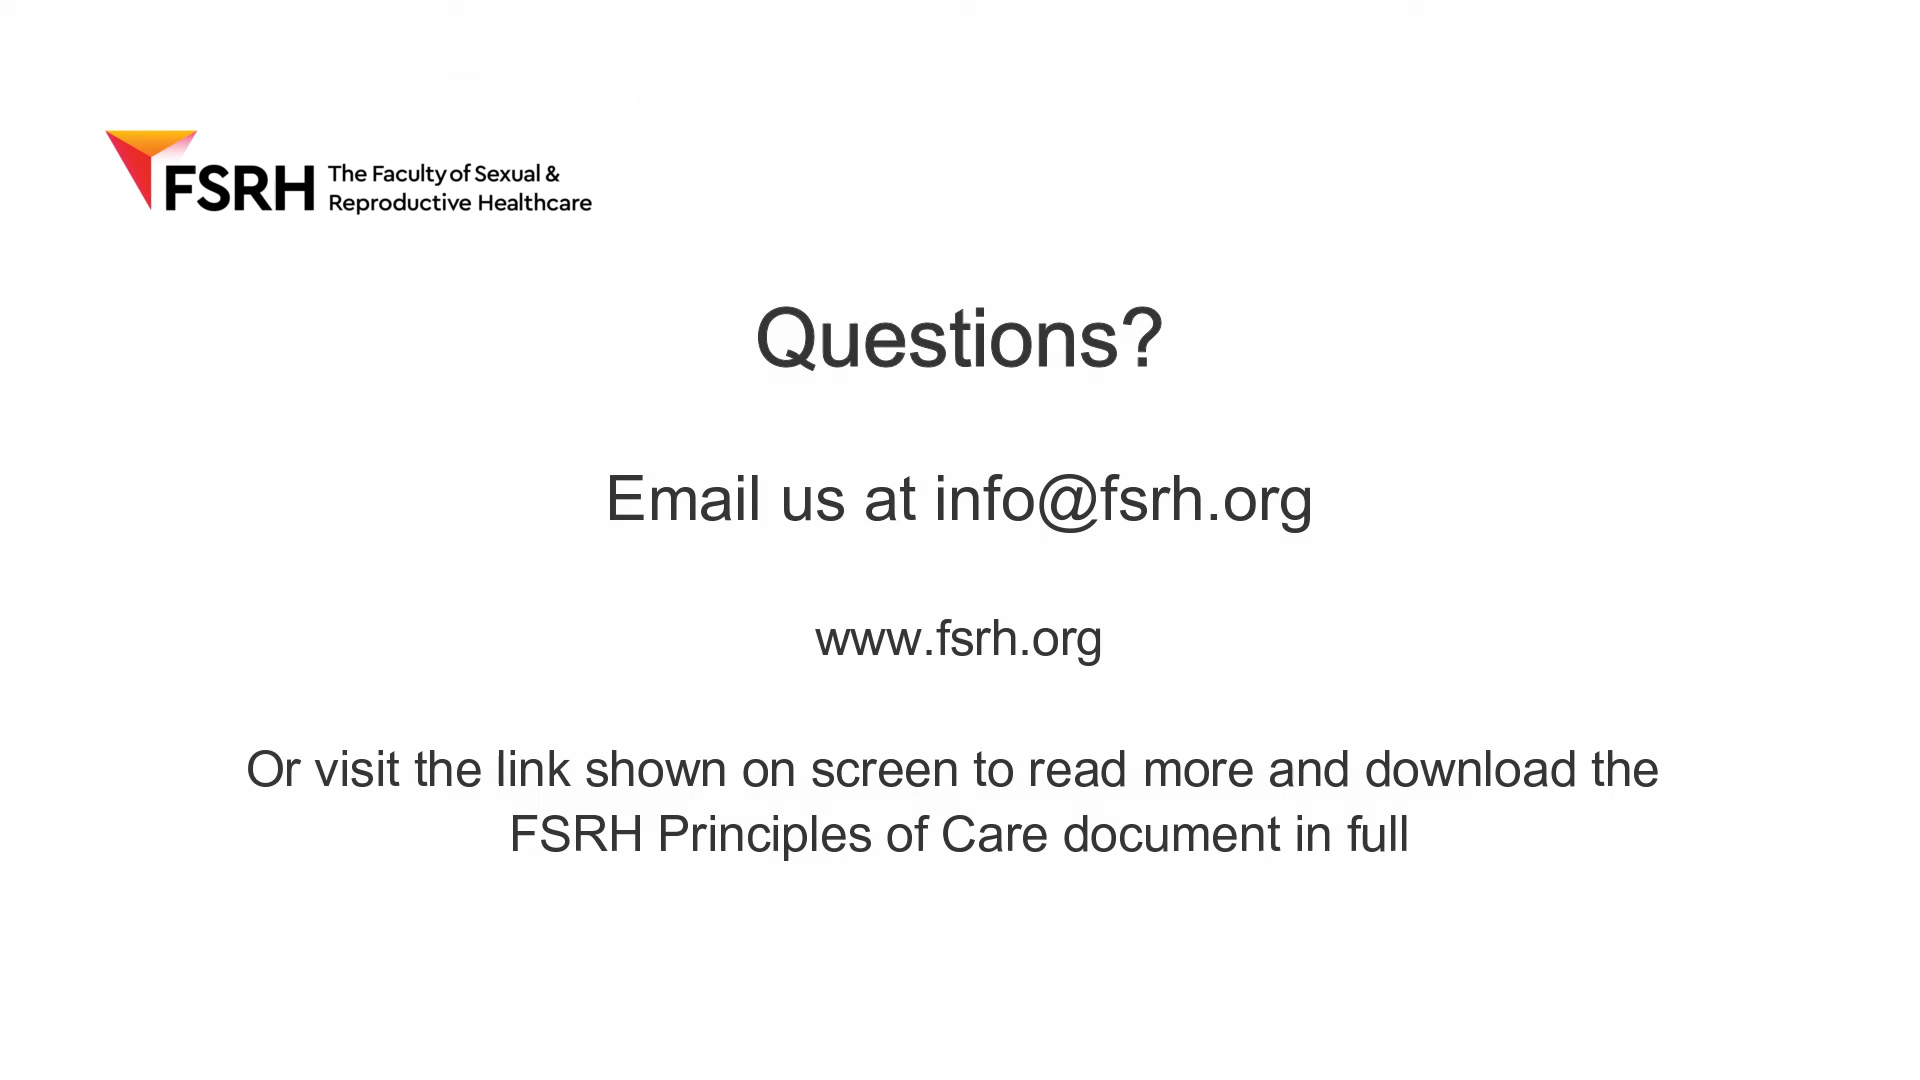 FSRH The Faculty of Sexual &
Reproductive Healthcare
Questions?
Email us at info@fsrh.org
www.fsrh.org
Or visit the link shown on screen to read more and download the
FSRH Principles of Care document in full